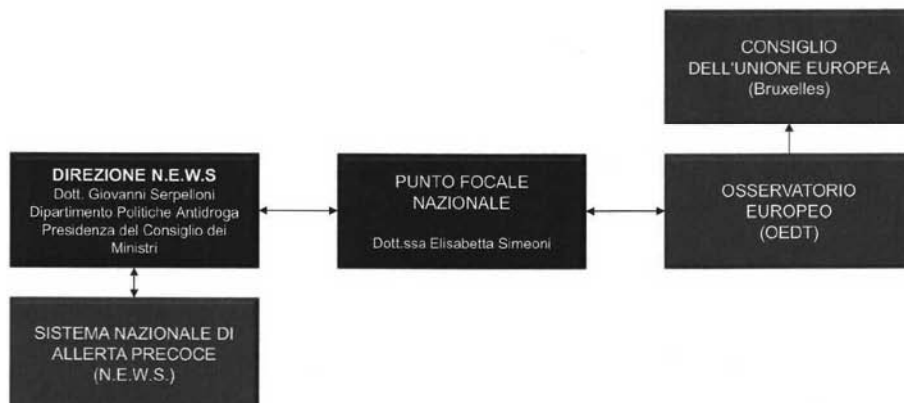 CONSIGLIO
DELL'UNIONE EUROPEA
(Bruxelles)
DIREZIONE N.E.W.S
Dott. Giovanni Serpelloni
Dipartimento Politiche Antidroga
Presidenza del Consiglio dei
Ministri
PUNTO FOCALE
NAZIONALE
Dott.ssa Elisabetta Simeoni
OSSERVATORIO
EUROPEO
(OEDT)
SISTEMA NAZIONALE DI
ALLERTA PRECOCE
(N.E.W.S.)